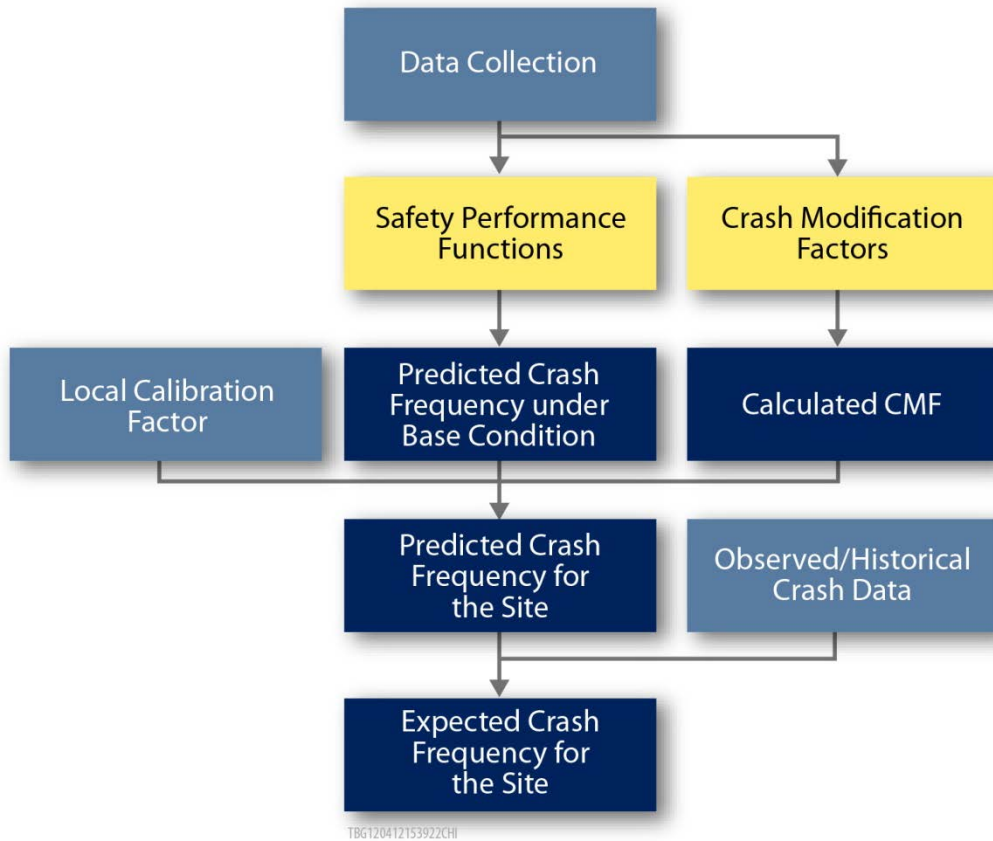 Data Collection
Safety Performance
Functions
Crash Modification
Factors
Local Calibration
Factor
Predicted Crash
Frequency under
Base Condition
Calculated CMF
Predicted Crash
Frequency for
the Site
Observed/Historical
Crash Data
Expected Crash
Frequency for
the Site
TBG120412153922CHI